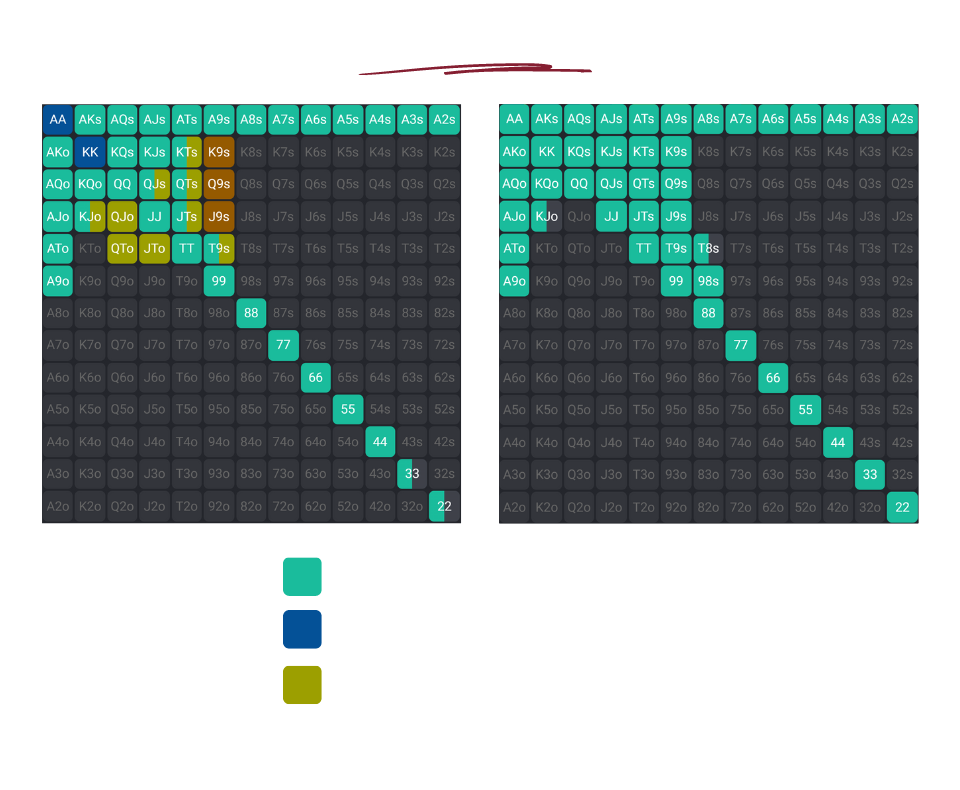 AA AKs AQs AJs ATs A9s A8s A7s A6s A5s A4s A3s A2s
AKo KK KQs KJs KTs K9s K8s K7s K6s K5s K4s K3s K2s
AQo KQo QQ QJs QTs Q9s Q8s Q7s Q6s Q5s Q4s Q3s Q2s
AJo KJo QJo JJ JTs J9s J8s J7s J6s J5s J4s J3s J2s
ATo KTo QTo JTo TT T9s T8s T7s T6s T5s T4s T3s T2s
A9o K9o Q9o J9o T9o 99 98s 97s 96s 95s 94s 93s 92s
A8o K8o Q8o J8o T8o 98o 88 87s 86s 85s 84s 83s 82s
A7o K7o Q7o J7o T7o 97o 87o 77 76s 75s 74s 73s 72s
A6o K6o Q6o J6o T6o 96o 86o 76o 66 65s 64s 63s 62s
A5o K5o Q5o J5o T5o 95o 85o 75o 65o 55 54s 53s 52s
A4o K4o Q4o J4o T4o 94o 84o 74o 64o 54o 44 43s 42s
A3o K3o Q3o J3o T3o 93o 83o 73o 63o 53o 43o 33 32s
A2o K2o Q2o J2o T2o 92o 82o 72o 62o 52o 42o 32o 22
AA AKs AQs AJs ATs A9s A8s A7s A6s A5s A4s A3s A2s
AKo KK KQs KJs KTs K9s K8s K7s K6s K5s K4s K3s K2s
AQo KQo QQ QJs QTs Q9s Q8s Q7s Q6s Q5s Q4s Q3s Q2s
AJo KJo QJo JJ JTs J9s J8s J7s J6s J5s J4s J3s J2s
ATo KTo QTo JTo TT T9s T8s T7s T6s T5s T4s T3s T2s
A9o K9o Q9o J9o T9o 99 98s 97s 96s 95s 94s 93s 92s
A8o K8o Q8o J8o T8o 98o 88 87s 86s 85s 84s 83s 82s
A7o K7o Q7o J7o T7o 97o 87o 77 76s 75s 74s 73s 72s
A6o K6o Q6o J6o T6o 96o 86o 76o 66 65s 64s 63s 62s
A5o K5o Q5o J5o T5o 95o 85o 75o 65o 55 54s 53s 52s
A4o K4o Q4o J4o T4o 94o 84o 74o 64o 54o 44 43s 42s
A3o K3o Q3o J3o T3o 93o 83o 73o 63o 53o 43o 33 32s
A2o K2o Q2o J2o T2o 92o 82o 72o 62o 52o 42o 32o 22